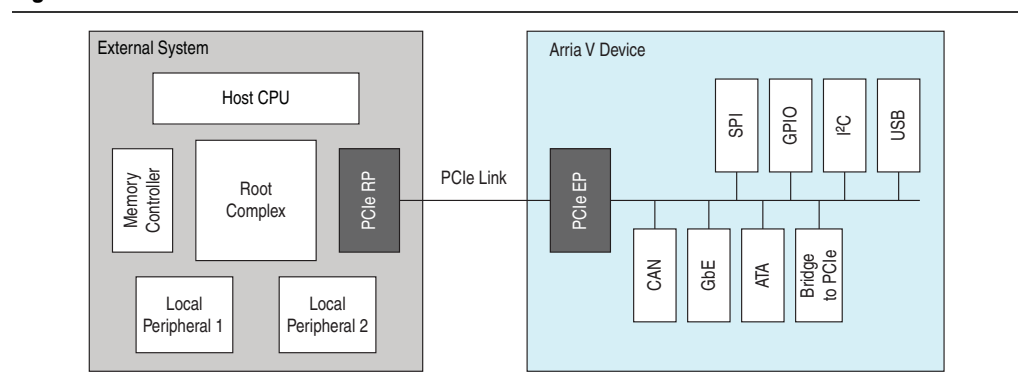 External System
Host CPU
Memory
Controller
Root
Complex
PCIe RP
Local
Peripheral 1
Local
Peripheral 2
PCIe Link
Arria V Device
PCIe EP
SPI
GPIO
I²C
USB
CAN
GbE
ATA
Bridge
to PCIe